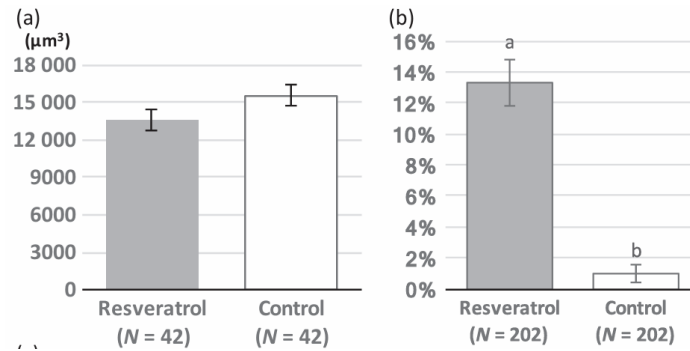 (a)
(μm³)
18 000
15 000
12 000
9000
6000
3000
0
Resveratrol
(N = 42)
Control
(N = 42)
(b)
16%
14%
12%
10%
8%
6%
4%
2%
0%
a
b
Resveratrol
(N = 202)
Control
(N = 202)